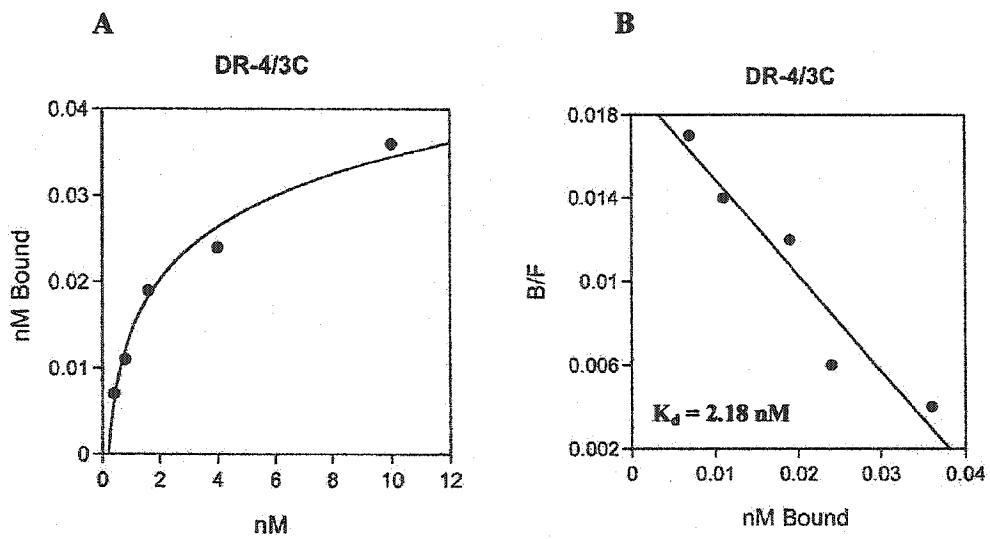 A
DR-4/3C
nM Bound
0.04
0.03
0.02
0.01
0
0 2 4 6 8 10 12
nM
B
DR-4/3C
B/F
0.018
0.014
0.01
0.006
0.002
K_d = 2.18 nM
0 0.01 0.02 0.03 0.04
nM Bound